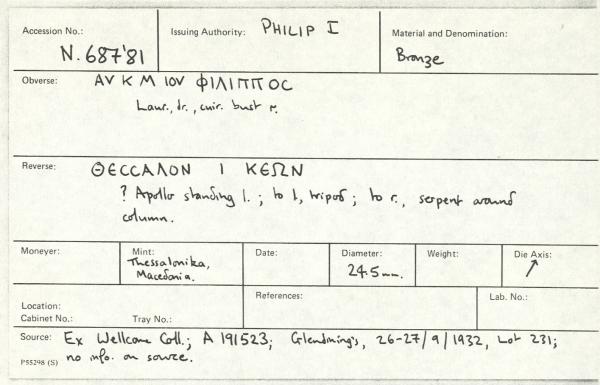 Accession No.: N.687'81
Issuing Authority: PHILIP I
Material and Denomination: Bronze
Obverse: ΑV Κ Μ ΙΟV ΦΙΛΙΠΠΟC
Laur., dr., cuir. bust r.
Reverse: ΘΕCCΑΛΟΝ Ι ΚΕΩΝ
? Apollo standing l. ; to l, tripod ; to r., serpent around
column.
Moneyer:
Mint: Thessalonika,
Macedonia.
Date:
Diameter: 24.5mm.
Weight:
Die Axis: ↗
Location:
Cabinet No.: Tray No.:
References:
Lab. No.:
Source: Ex Wellcome Coll.; A 191523; Glendining's, 26-27/9/1932, Lot 231;
no info. on source.
P55298 (S)